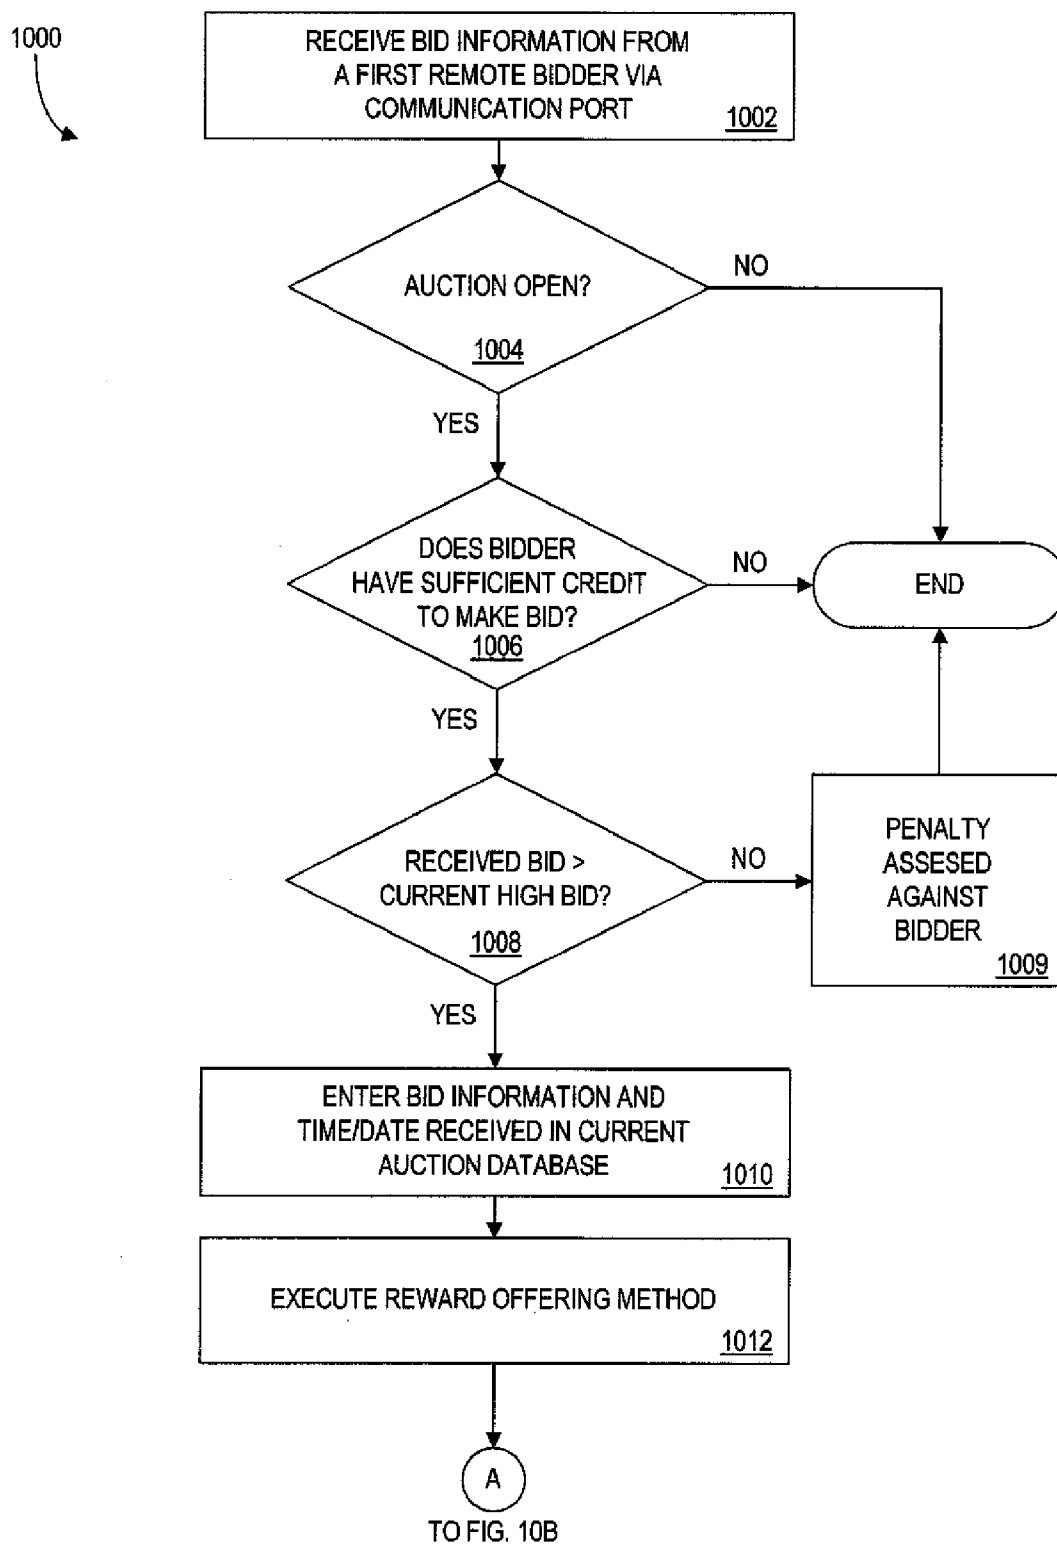 1000
RECEIVE BID INFORMATION FROM
A FIRST REMOTE BIDDER VIA
COMMUNICATION PORT
1002
AUCTION OPEN?
1004
NO
YES
DOES BIDDER
HAVE SUFFICIENT CREDIT
TO MAKE BID?
1006
NO
END
YES
RECEIVED BID >
CURRENT HIGH BID?
1008
NO
PENALTY
ASSESED
AGAINST
BIDDER
1009
YES
ENTER BID INFORMATION AND
TIME/DATE RECEIVED IN CURRENT
AUCTION DATABASE
1010
EXECUTE REWARD OFFERING METHOD
1012
A
TO FIG. 10B